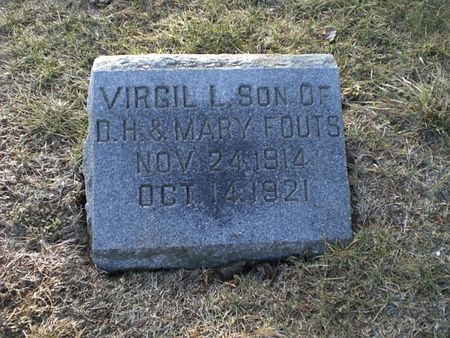 VIRGIL L. SON OF
D.H. & MARY FOUTS
NOV. 24. 1914
OCT. 14. 1921